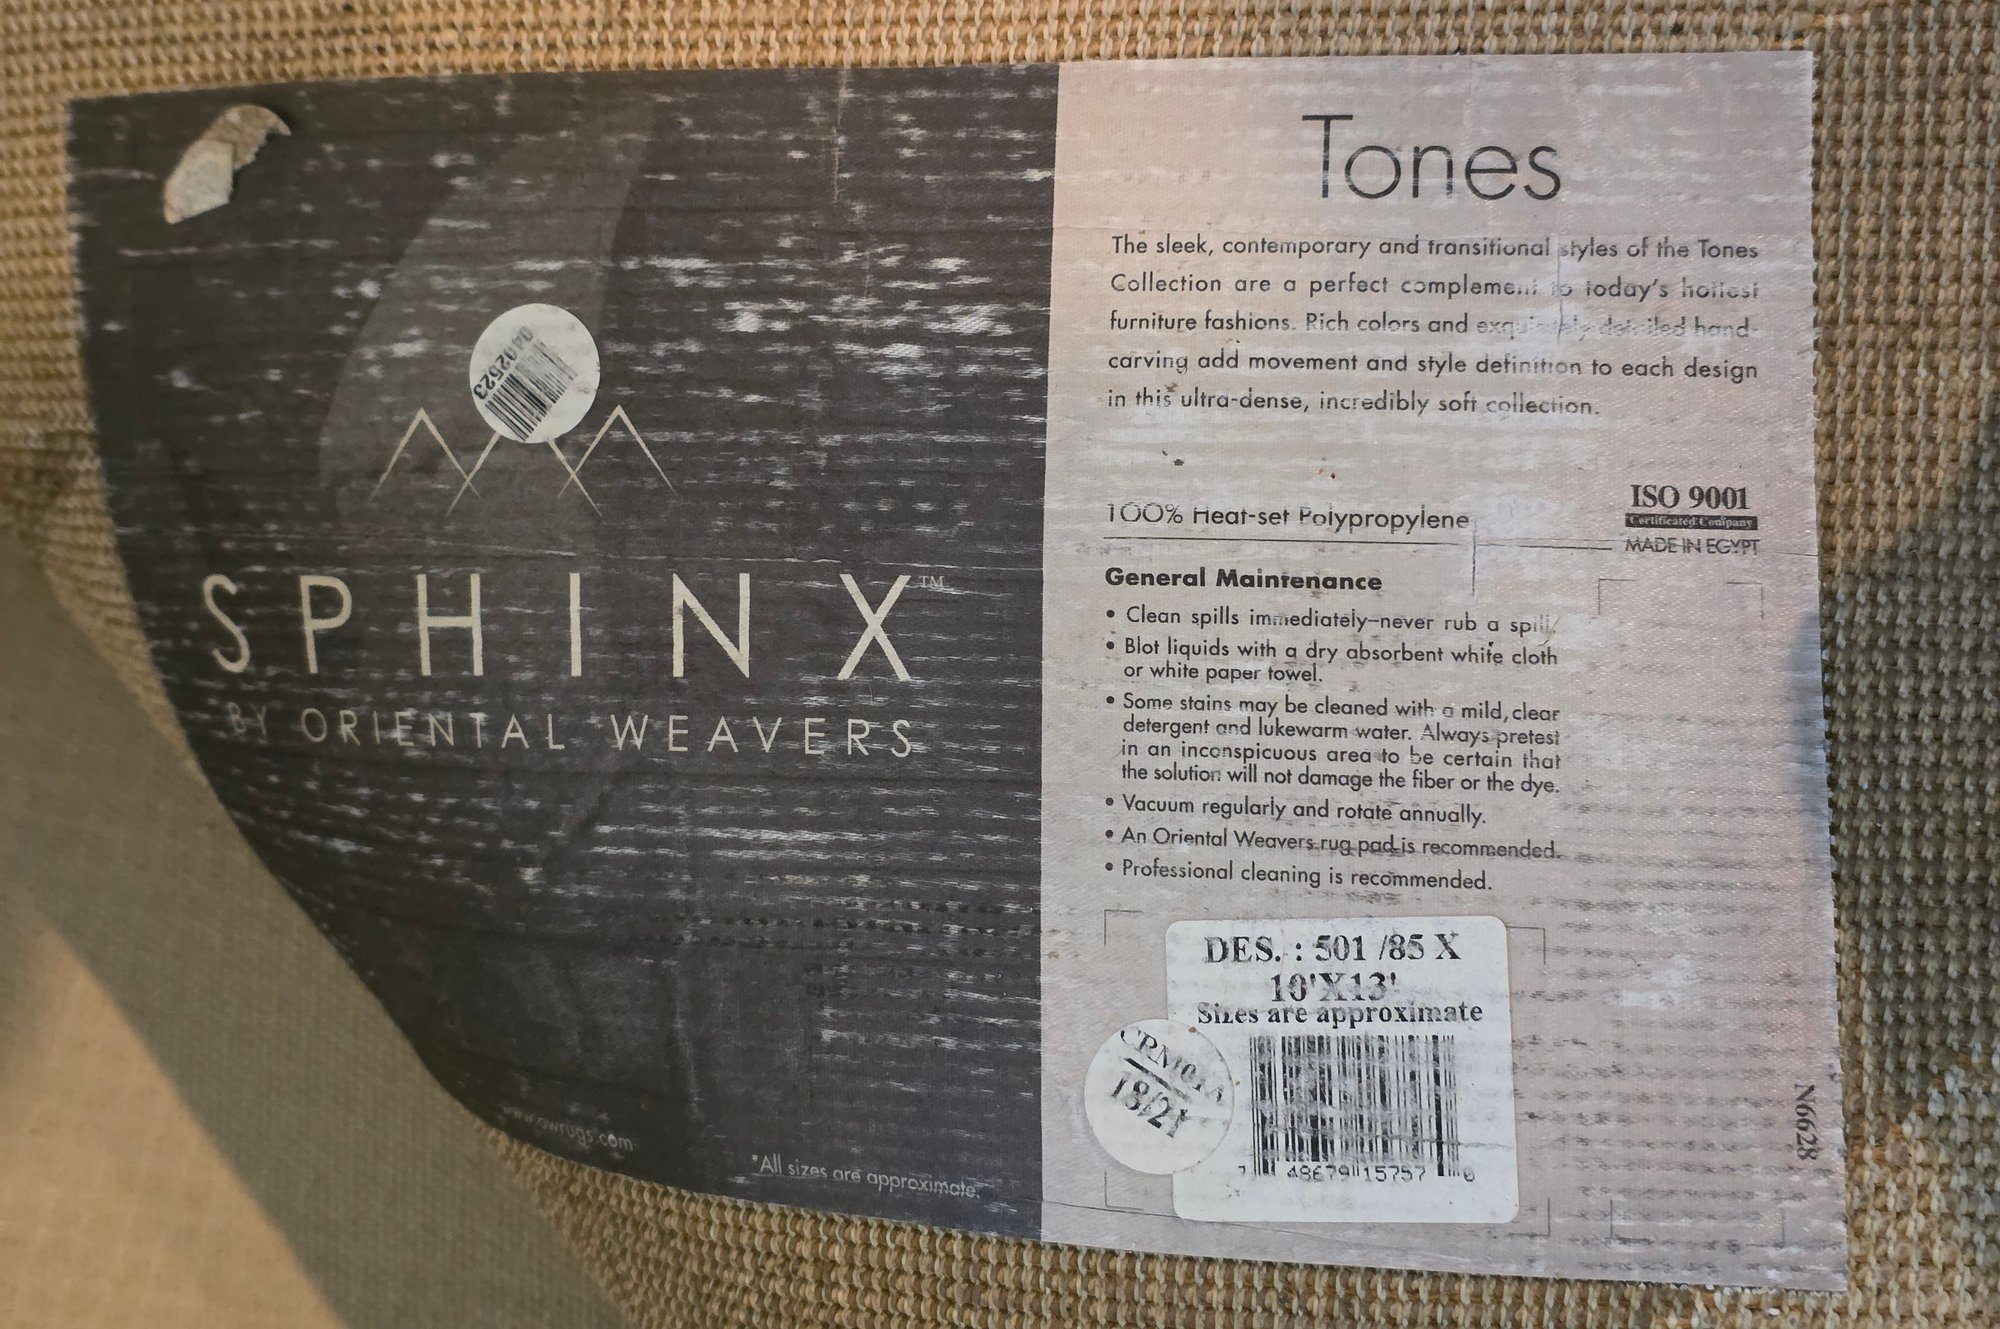 0402523
SPHINX™
BY ORIENTAL WEAVERS
www.owrugs.com
*All sizes are approximate.
Tones
The sleek, contemporary and transitional styles of the Tones
Collection are a perfect complement to today's hottest
furniture fashions. Rich colors and exquisitely detailed hand-
carving add movement and style definition to each design
in this ultra-dense, incredibly soft collection.
100% Heat-set Polypropylene
ISO 9001
Certificated Company
MADE IN EGYPT
General Maintenance
• Clean spills immediately–never rub a spill.
• Blot liquids with a dry absorbent white cloth
or white paper towel.
• Some stains may be cleaned with a mild, clear
detergent and lukewarm water. Always pretest
in an inconspicuous area to be certain that
the solution will not damage the fiber or the dye.
• Vacuum regularly and rotate annually.
• An Oriental Weavers rug pad is recommended.
• Professional cleaning is recommended.
DES. : 501 /85 X
10'X13'
Sizes are approximate
18/21
7 48679 15757 0
N6628